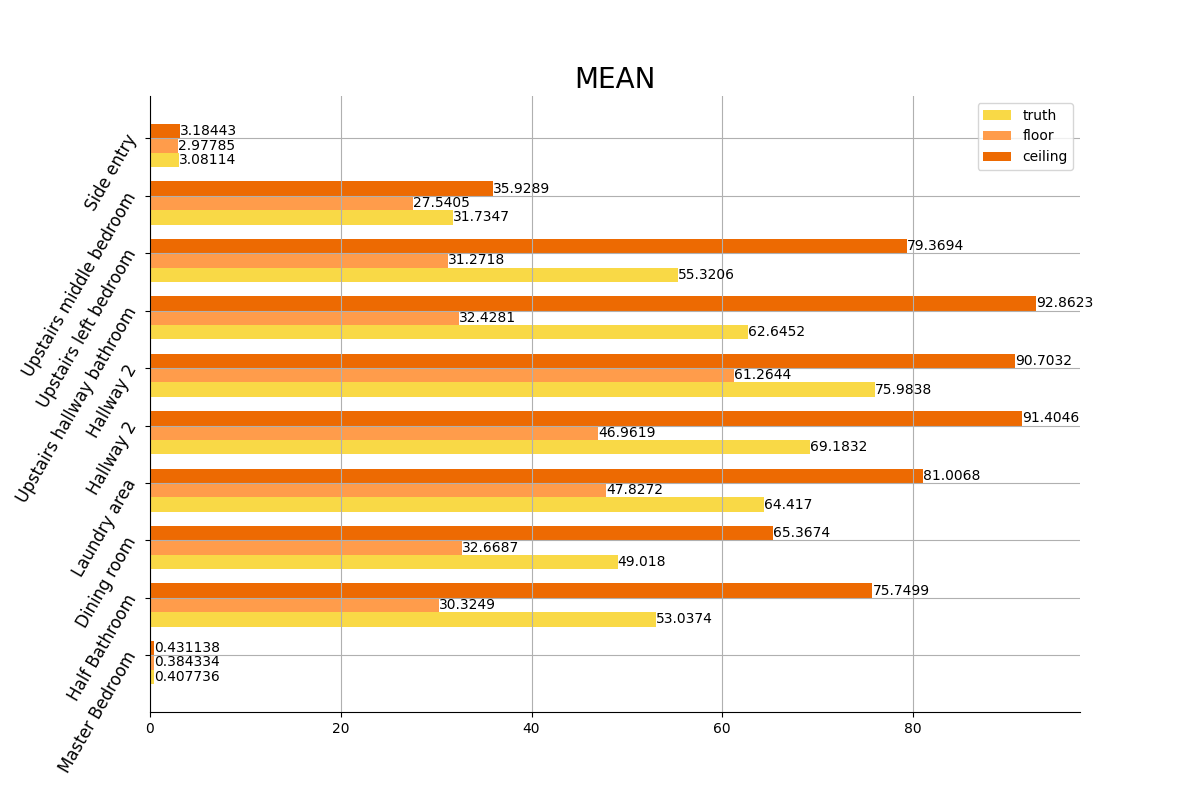 MEAN
truth
floor
ceiling
Side entry
3.18443
2.97785
3.08114
Upstairs middle bedroom
35.9289
27.5405
31.7347
Upstairs left bedroom
79.3694
31.2718
55.3206
Upstairs hallway bathroom
92.8623
32.4281
62.6452
Hallway 2
90.7032
61.2644
75.9838
Hallway 2
91.4046
46.9619
69.1832
Laundry area
81.0068
47.8272
64.417
Dining room
65.3674
32.6687
49.018
Half Bathroom
75.7499
30.3249
53.0374
Master Bedroom
0.431138
0.384334
0.407736
0 20 40 60 80